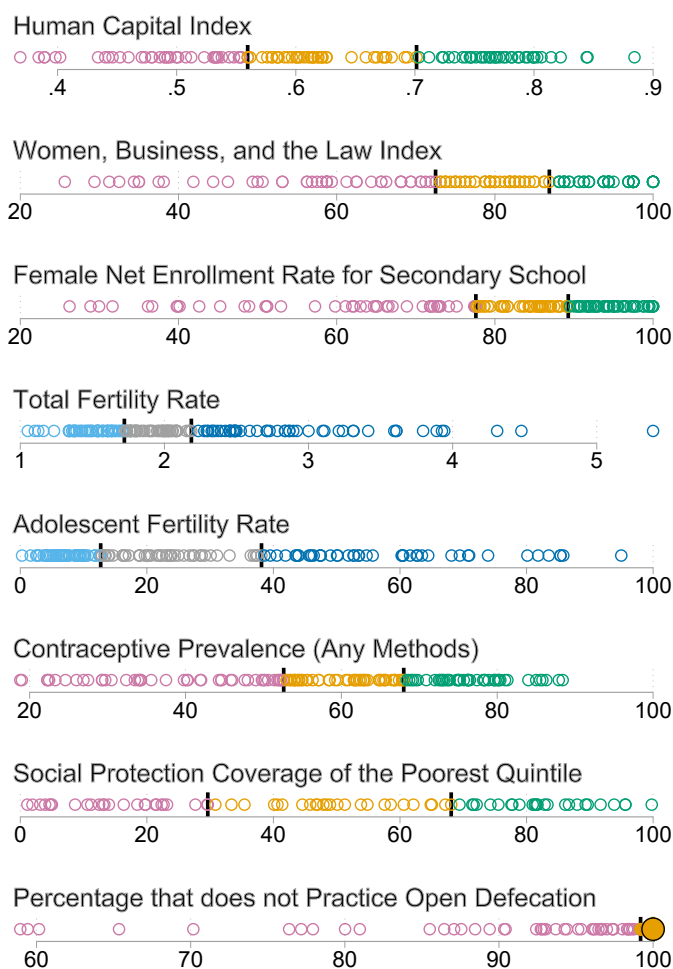 Human Capital Index
.4 .5 .6 .7 .8 .9
Women, Business, and the Law Index
20 40 60 80 100
Female Net Enrollment Rate for Secondary School
20 40 60 80 100
Total Fertility Rate
1 2 3 4 5
Adolescent Fertility Rate
0 20 40 60 80 100
Contraceptive Prevalence (Any Methods)
20 40 60 80 100
Social Protection Coverage of the Poorest Quintile
0 20 40 60 80 100
Percentage that does not Practice Open Defecation
60 70 80 90 100